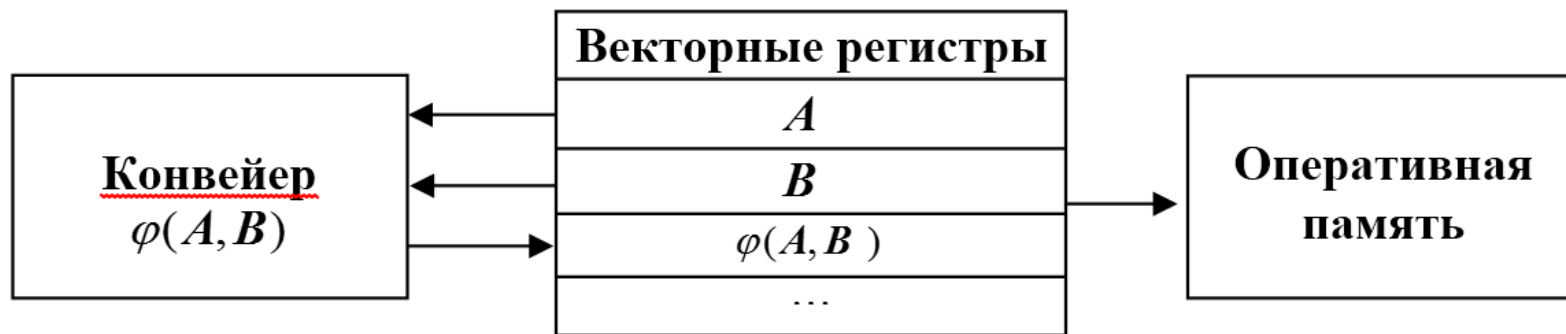 Конвейер
φ(A,B)
Векторные регистры
A
B
φ(A,B )
…
Оперативная
память